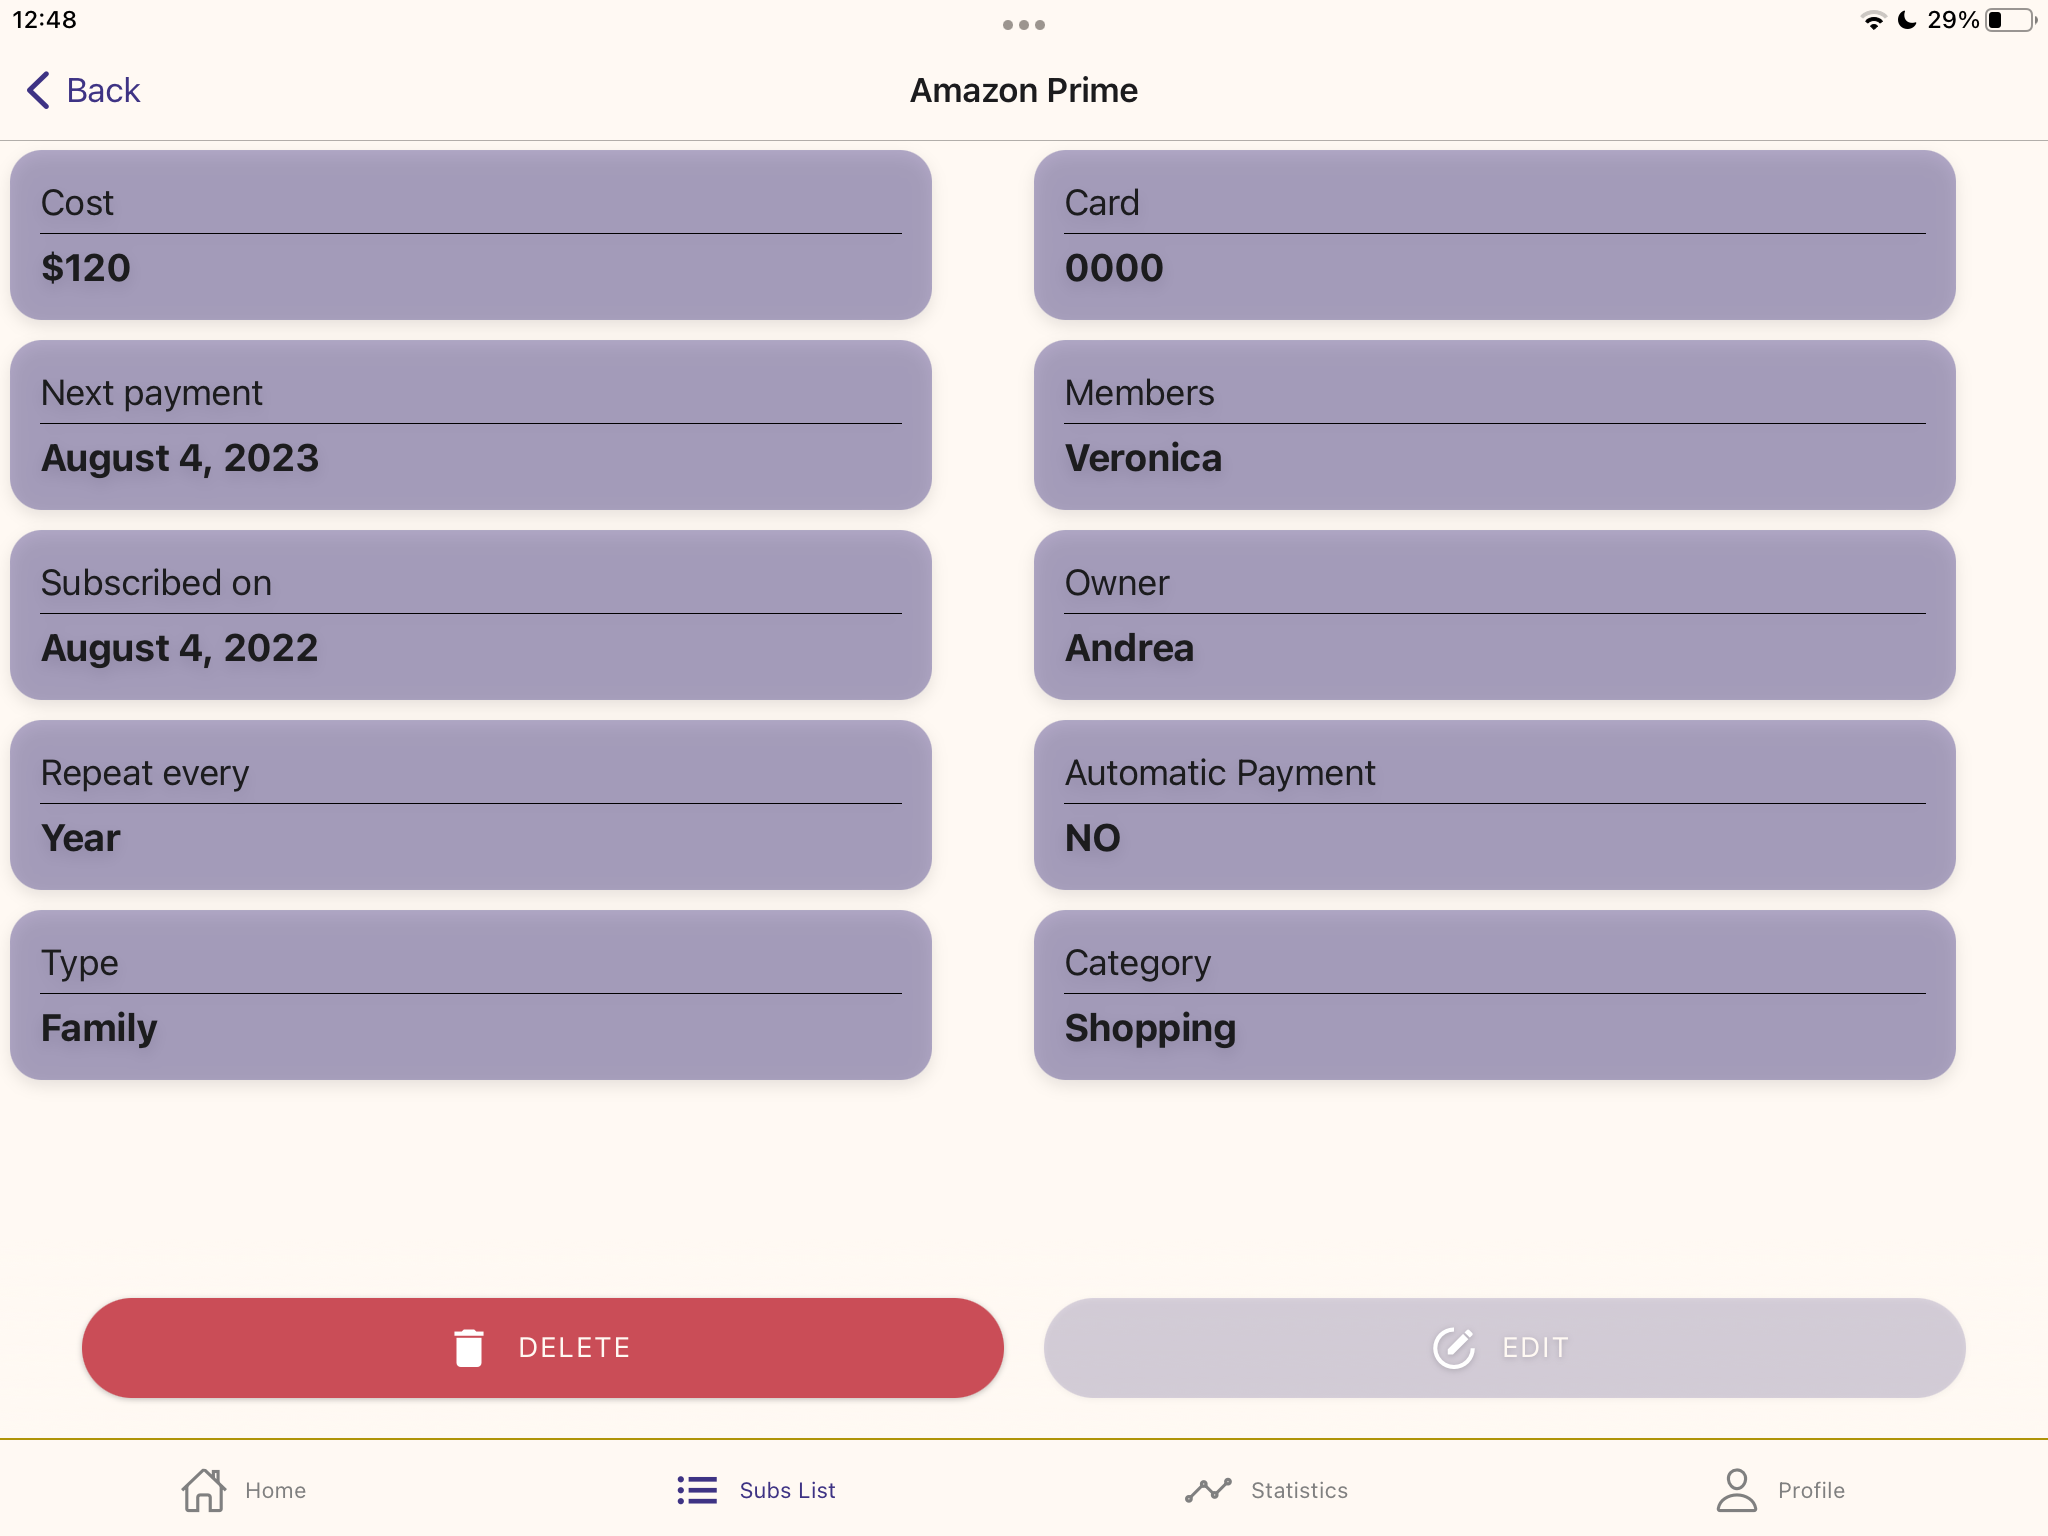 12:48
29%
Back
Amazon Prime
Cost
$120
Card
0000
Next payment
August 4, 2023
Members
Veronica
Subscribed on
August 4, 2022
Owner
Andrea
Repeat every
Year
Automatic Payment
NO
Type
Family
Category
Shopping
DELETE
EDIT
Home
Subs List
Statistics
Profile